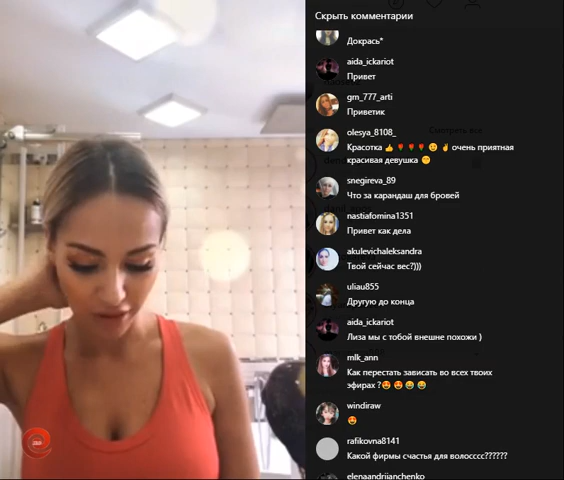 Скрыть комментарии
Докрась*
aida_ickariot
Привет
gm_777_arti
Приветик
olesya_8108_
Смотреть все
Красотка 👍🌹🌹🌹😉✌ очень приятная
красивая девушка 🤭
snegireva_89
Что за карандаш для бровей
nastiafomina1351
Привет как дела
akulevichaleksandra
Твой сейчас вес?)))
uliau855
Другую до конца
aida_ickariot
Лиза мы с тобой внешне похожи )
mlk_ann
Как перестать зависать во всех твоих
эфирах ?😍😍😂😂
windiraw
😍
rafikovna8141
Какой фирмы счастья для волосссс??????
elenaandriianchenko